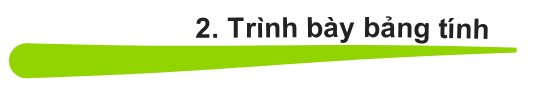 2. Trình bày bảng tính